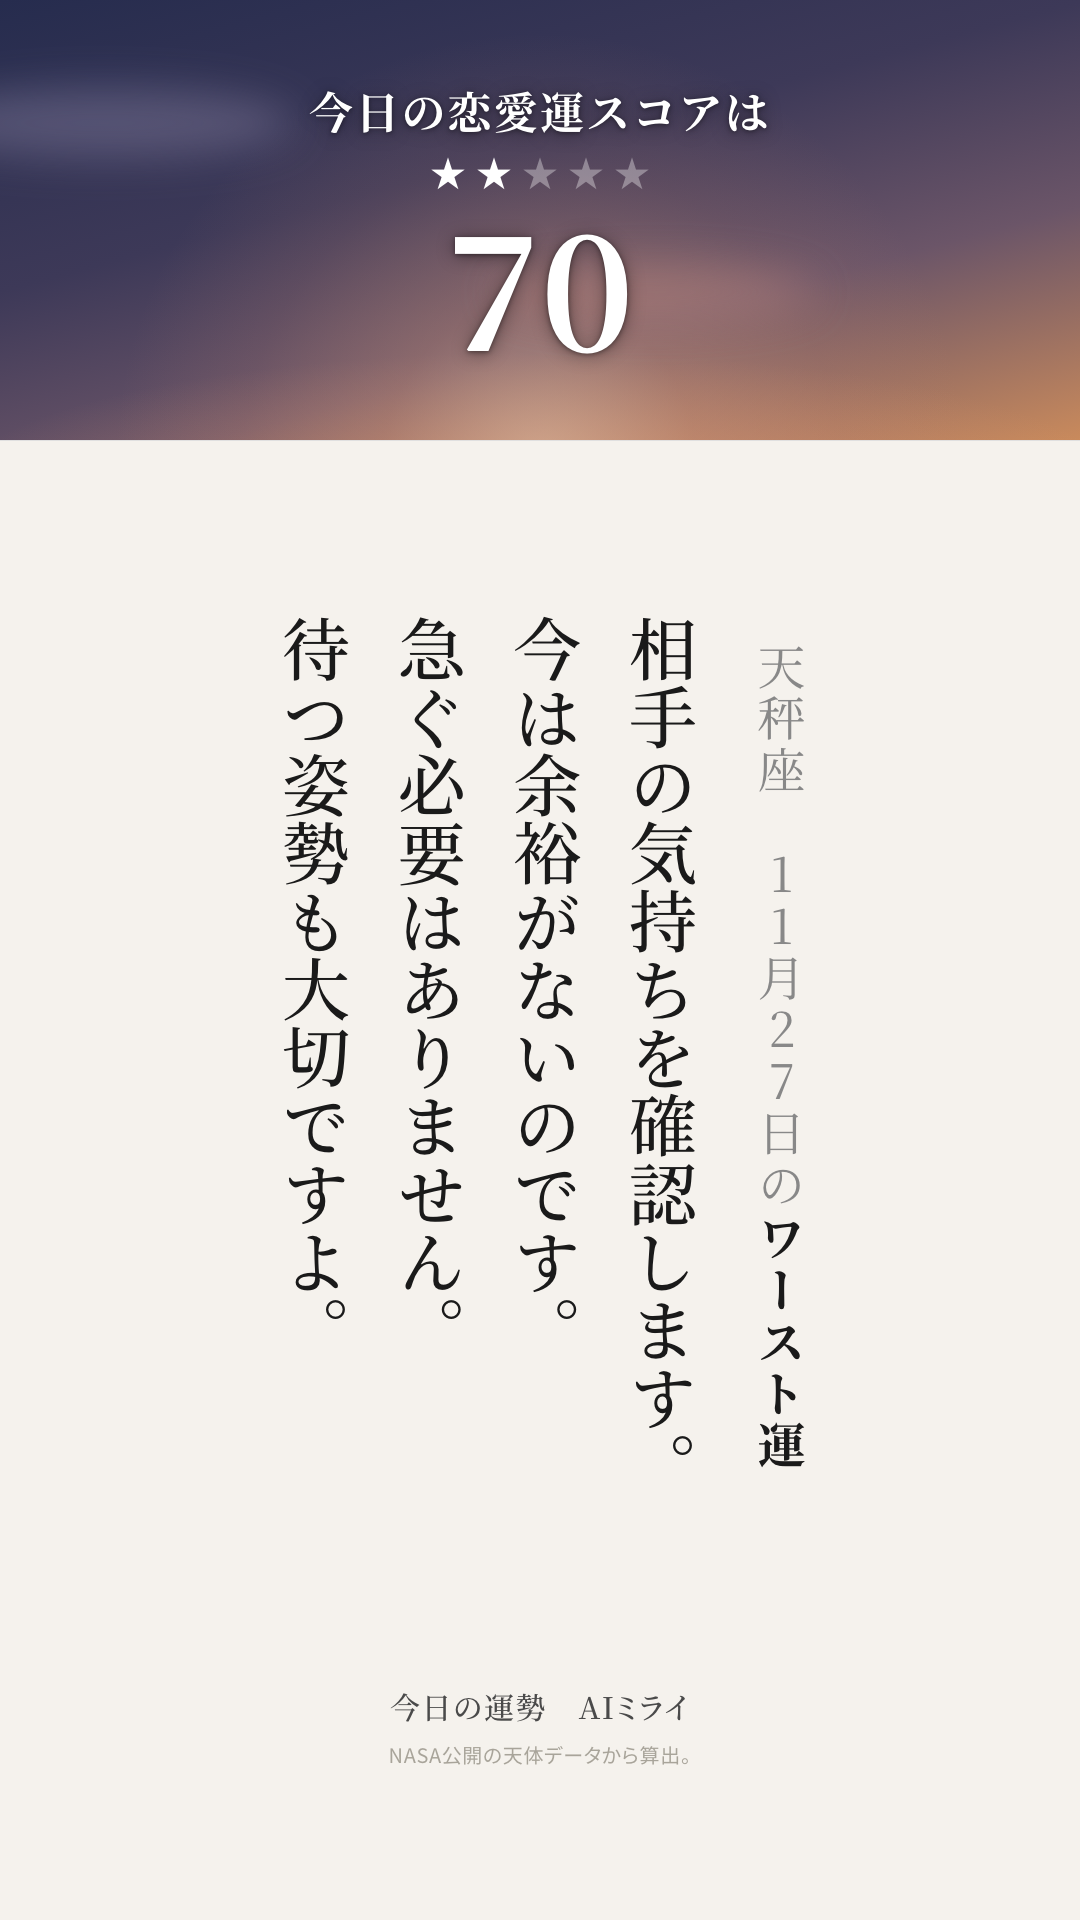 今日の恋愛運スコアは
★★★★★
70
天秤座　11月27日のワースト運
相手の気持ちを確認します。
今は余裕がないのです。
急ぐ必要はありません。
待つ姿勢も大切ですよ。
今日の運勢　AIミライ
NASA公開の天体データから算出。